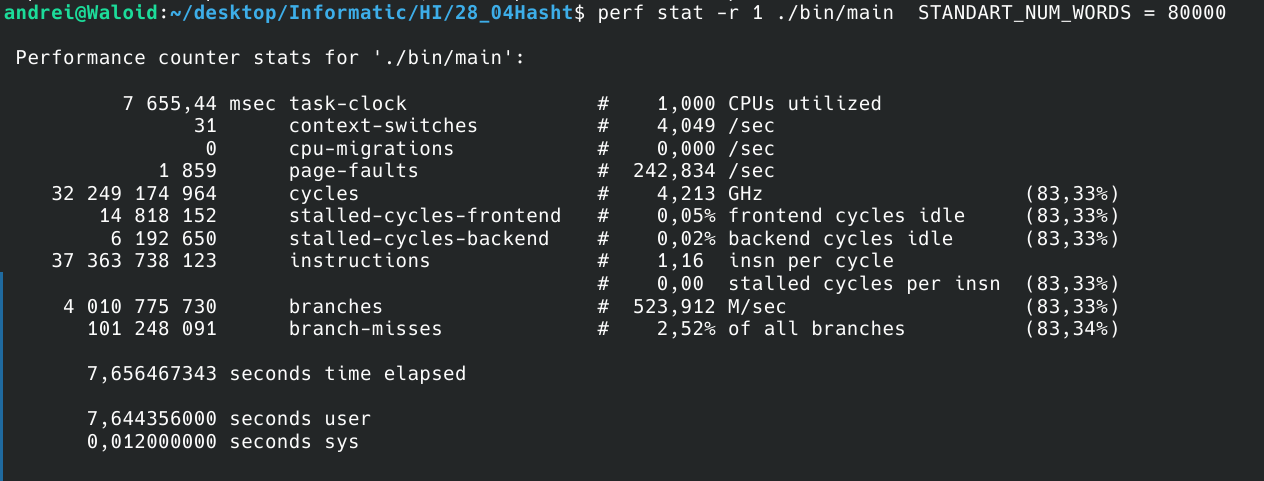 andrei@Waloid:~/desktop/Informatic/HI/28_04Hasht$ perf stat -r 1 ./bin/main  STANDART_NUM_WORDS = 80000
Performance counter stats for './bin/main':
7 655,44 msec task-clock # 1,000 CPUs utilized
31 context-switches # 4,049 /sec
0 cpu-migrations # 0,000 /sec
1 859 page-faults # 242,834 /sec
32 249 174 964 cycles # 4,213 GHz (83,33%)
14 818 152 stalled-cycles-frontend # 0,05% frontend cycles idle (83,33%)
6 192 650 stalled-cycles-backend # 0,02% backend cycles idle (83,33%)
37 363 738 123 instructions # 1,16 insn per cycle
# 0,00 stalled cycles per insn (83,33%)
4 010 775 730 branches # 523,912 M/sec (83,33%)
101 248 091 branch-misses # 2,52% of all branches (83,34%)
7,656467343 seconds time elapsed
7,644356000 seconds user
0,012000000 seconds sys